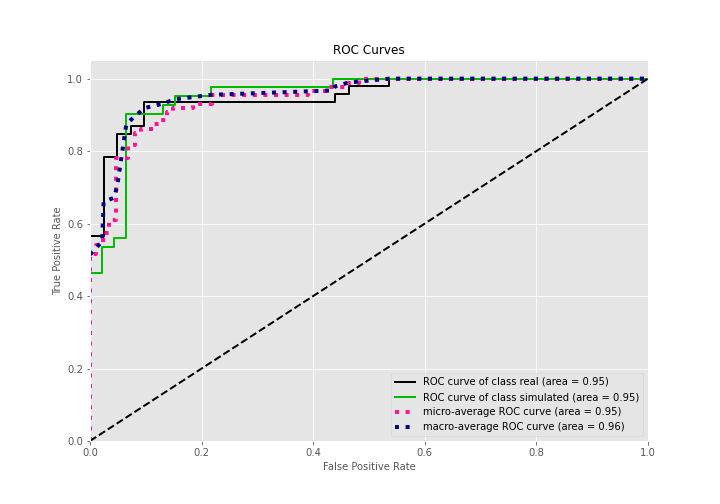 ROC Curves
1.0
0.8
0.6
0.4
0.2
0.0
True Positive Rate
0.0 0.2 0.4 0.6 0.8 1.0
False Positive Rate
ROC curve of class real (area = 0.95)
ROC curve of class simulated (area = 0.95)
micro-average ROC curve (area = 0.95)
macro-average ROC curve (area = 0.96)